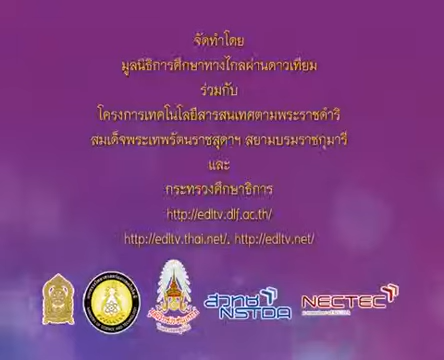 จัดทำโดย
มูลนิธิการศึกษาทางไกลผ่านดาวเทียม
ร่วมกับ
โครงการเทคโนโลยีสารสนเทศตามพระราชดำริ
สมเด็จพระเทพรัตนราชสุดาฯ สยามบรมราชกุมารี
และ
กระทรวงศึกษาธิการ
http://edltv.dlf.ac.th/
http://edltv.thai.net/, http://edltv.net/
สวทช NSTDA
NECTEC